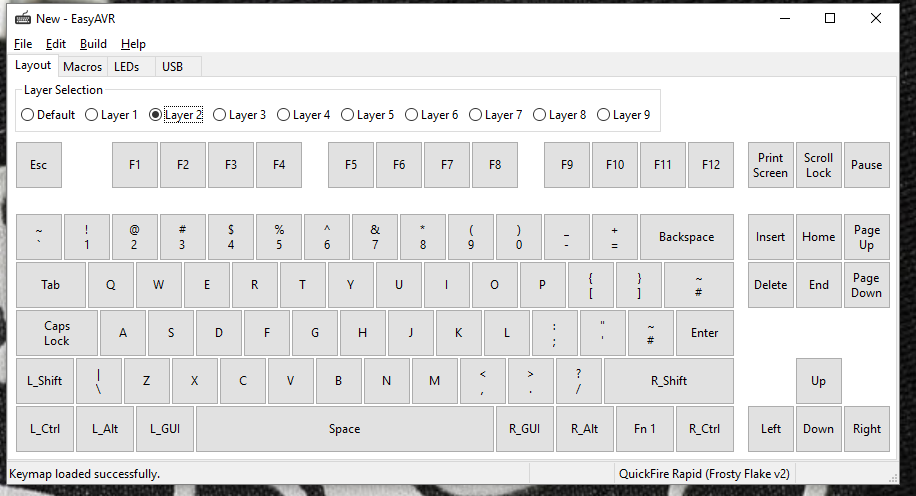 New - EasyAVR
File Edit Build Help
Layout Macros LEDs USB
Layer Selection
Default Layer 1 Layer 2 Layer 3 Layer 4 Layer 5 Layer 6 Layer 7 Layer 8 Layer 9
Esc F1 F2 F3 F4 F5 F6 F7 F8 F9 F10 F11 F12 Print Scroll Pause
Screen Lock
~ ! @ # $ % ^ & * ( ) _ + Backspace Insert Home Page
` 1 2 3 4 5 6 7 8 9 0 - = Up
Tab Q W E R T Y U I O P { } ~ Delete End Page
[ ] # Down
Caps A S D F G H J K L : " ~ Enter
Lock ; ' #
L_Shift | Z X C V B N M < > ? R_Shift Up
\ , . /
L_Ctrl L_Alt L_GUI Space R_GUI R_Alt Fn 1 R_Ctrl Left Down Right
Keymap loaded successfully. QuickFire Rapid (Frosty Flake v2)